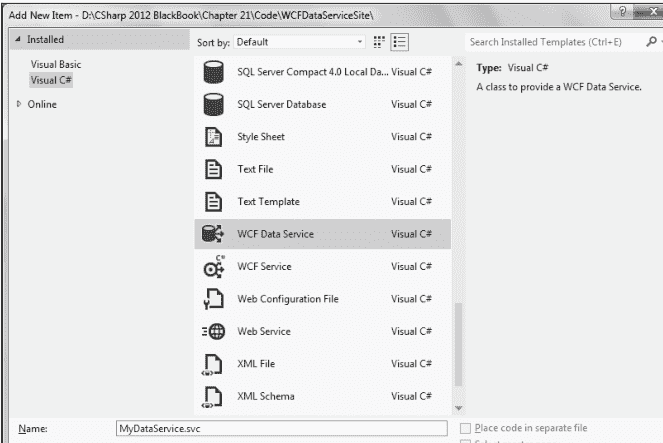 Add New Item - D:\CSharp 2012 BlackBook\Chapter 21\Code\WCFDataServiceSite\
Installed
Sort by: Default
Search Installed Templates (Ctrl+E)
Visual Basic
Visual C#
Online
SQL Server Compact 4.0 Local Da... Visual C#
SQL Server Database Visual C#
Style Sheet Visual C#
Text File Visual C#
Text Template Visual C#
WCF Data Service Visual C#
WCF Service Visual C#
Web Configuration File Visual C#
Web Service Visual C#
XML File Visual C#
XML Schema Visual C#
Type: Visual C#
A class to provide a WCF Data Service.
Name: MyDataService.svc
Place code in separate file